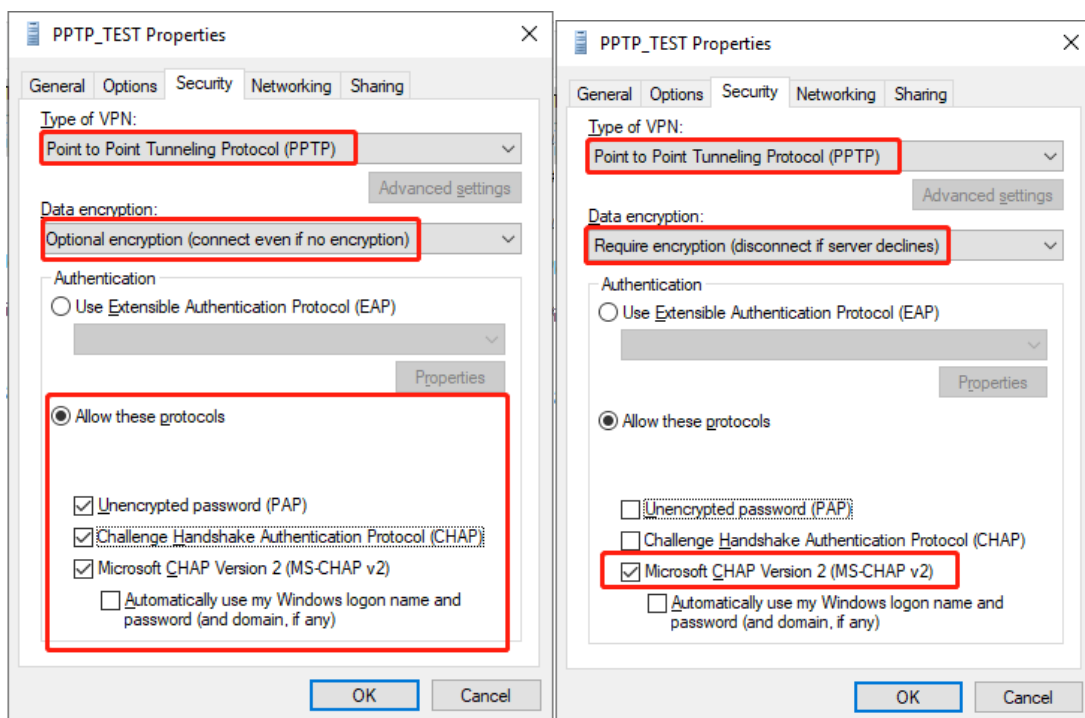 PPTP_TEST Properties
General Options Security Networking Sharing
Type of VPN:
Point to Point Tunneling Protocol (PPTP)
Advanced settings
Data encryption:
Optional encryption (connect even if no encryption)
Authentication
Use Extensible Authentication Protocol (EAP)
Properties
Allow these protocols
Unencrypted password (PAP)
Challenge Handshake Authentication Protocol (CHAP)
Microsoft CHAP Version 2 (MS-CHAP v2)
Automatically use my Windows logon name and
password (and domain, if any)
OK Cancel
PPTP_TEST Properties
General Options Security Networking Sharing
Type of VPN:
Point to Point Tunneling Protocol (PPTP)
Advanced settings
Data encryption:
Require encryption (disconnect if server declines)
Authentication
Use Extensible Authentication Protocol (EAP)
Properties
Allow these protocols
Unencrypted password (PAP)
Challenge Handshake Authentication Protocol (CHAP)
Microsoft CHAP Version 2 (MS-CHAP v2)
Automatically use my Windows logon name and
password (and domain, if any)
OK Cancel